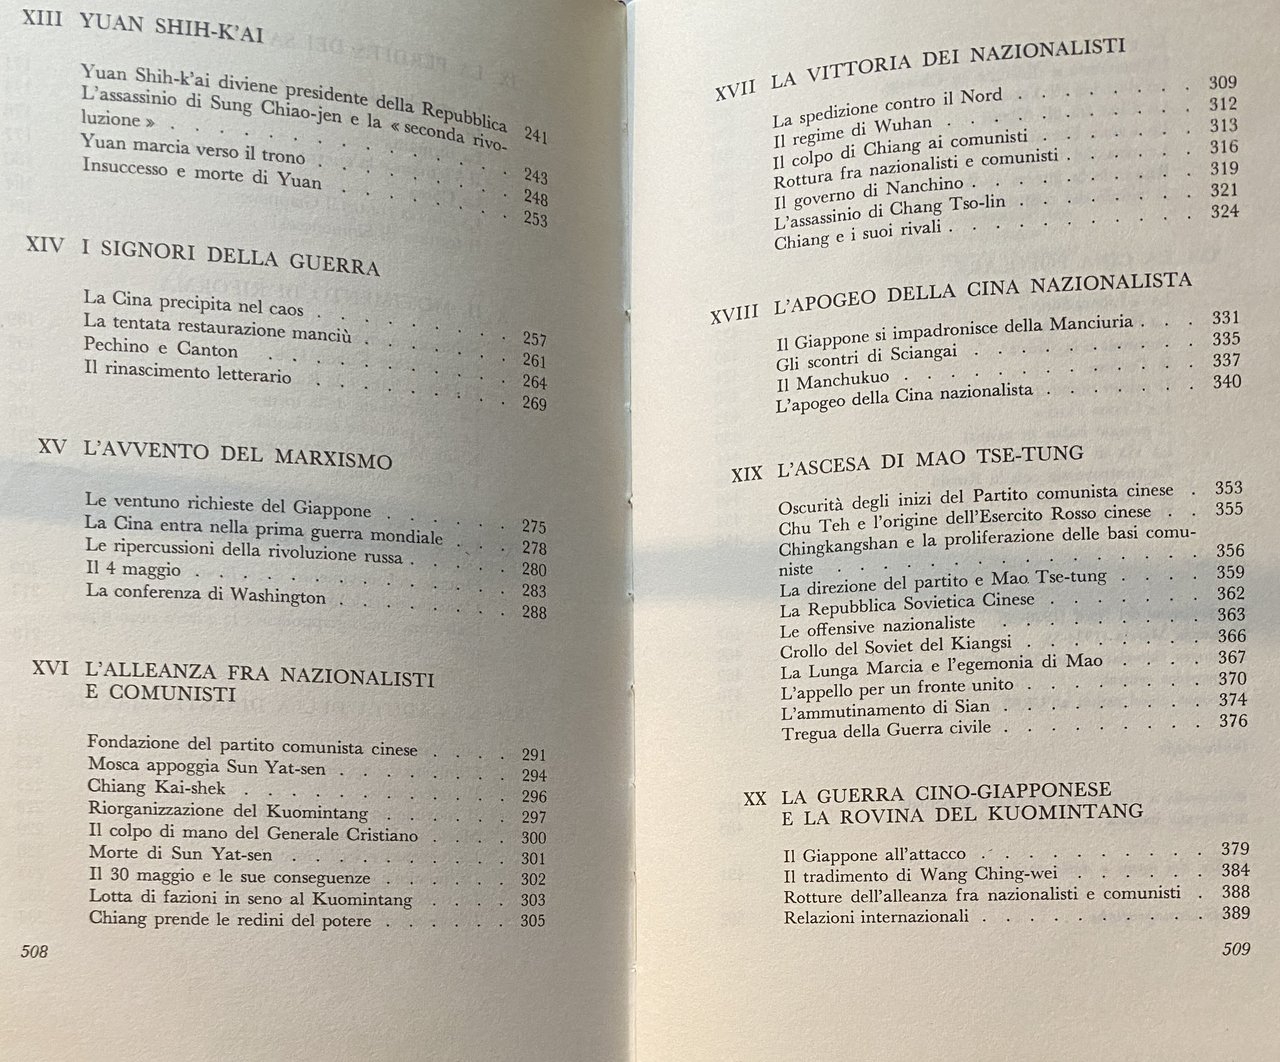 XIII YUAN SHIH-K'AI
Yuan Shih-k'ai diviene presidente della Repubblica 241
L'assassinio di Sung Chiao-jen e la « seconda rivo-
luzione » . . . . . . . . . . . . 243
Yuan marcia verso il trono . . . . . . . . 248
Insuccesso e morte di Yuan . . . . . . . 253
XIV I SIGNORI DELLA GUERRA
La Cina precipita nel caos . . . . . . . . 257
La tentata restaurazione manciù . . . . . . 261
Pechino e Canton . . . . . . . . . . 264
Il rinascimento letterario . . . . . . . . 269
XV L'AVVENTO DEL MARXISMO
Le ventuno richieste del Giappone . . . . . . 275
La Cina entra nella prima guerra mondiale . . . 278
Le ripercussioni della rivoluzione russa . . . . . 280
Il 4 maggio . . . . . . . . . . . . 283
La conferenza di Washington . . . . . . . 288
XVI L'ALLEANZA FRA NAZIONALISTI
E COMUNISTI
Fondazione del partito comunista cinese . . . . 291
Mosca appoggia Sun Yat-sen . . . . . . . 294
Chiang Kai-shek . . . . . . . . . . . 296
Riorganizzazione del Kuomintang . . . . . . 297
Il colpo di mano del Generale Cristiano . . . . 300
Morte di Sun Yat-sen . . . . . . . . . 301
Il 30 maggio e le sue conseguenze . . . . . . 302
Lotta di fazioni in seno al Kuomintang . . . . 303
Chiang prende le redini del potere . . . . . . 305
508
XVII LA VITTORIA DEI NAZIONALISTI
La spedizione contro il Nord . . . . . . . 309
Il regime di Wuhan . . . . . . . . . . 312
Il colpo di Chiang ai comunisti . . . . . . 313
Rottura fra nazionalisti e comunisti . . . . . . 316
Il governo di Nanchino . . . . . . . . . 319
L'assassinio di Chang Tso-lin . . . . . . . 321
Chiang e i suoi rivali . . . . . . . . . 324
XVIII L'APOGEO DELLA CINA NAZIONALISTA
Il Giappone si impadronisce della Manciuria . . . 331
Gli scontri di Sciangai . . . . . . . . . 335
Il Manchukuo . . . . . . . . . . . 337
L'apogeo della Cina nazionalista . . . . . . 340
XIX L'ASCESA DI MAO TSE-TUNG
Oscurità degli inizi del Partito comunista cinese . 353
Chu Teh e l'origine dell'Esercito Rosso cinese . . 355
Chingkangshan e la proliferazione delle basi comu-
niste . . . . . . . . . . . . . 356
La direzione del partito e Mao Tse-tung . . . . 359
La Repubblica Sovietica Cinese . . . . . . 362
Le offensive nazionaliste . . . . . . . . 363
Crollo del Soviet del Kiangsi . . . . . . . 366
La Lunga Marcia e l'egemonia di Mao . . . . 367
L'appello per un fronte unito . . . . . . . 370
L'ammutinamento di Sian . . . . . . . . 374
Tregua della Guerra civile . . . . . . . . 376
XX LA GUERRA CINO-GIAPPONESE
E LA ROVINA DEL KUOMINTANG
Il Giappone all'attacco . . . . . . . . . 379
Il tradimento di Wang Ching-wei . . . . . . 384
Rotture dell'alleanza fra nazionalisti e comunisti . 388
Relazioni internazionali . . . . . . . . . 389
509